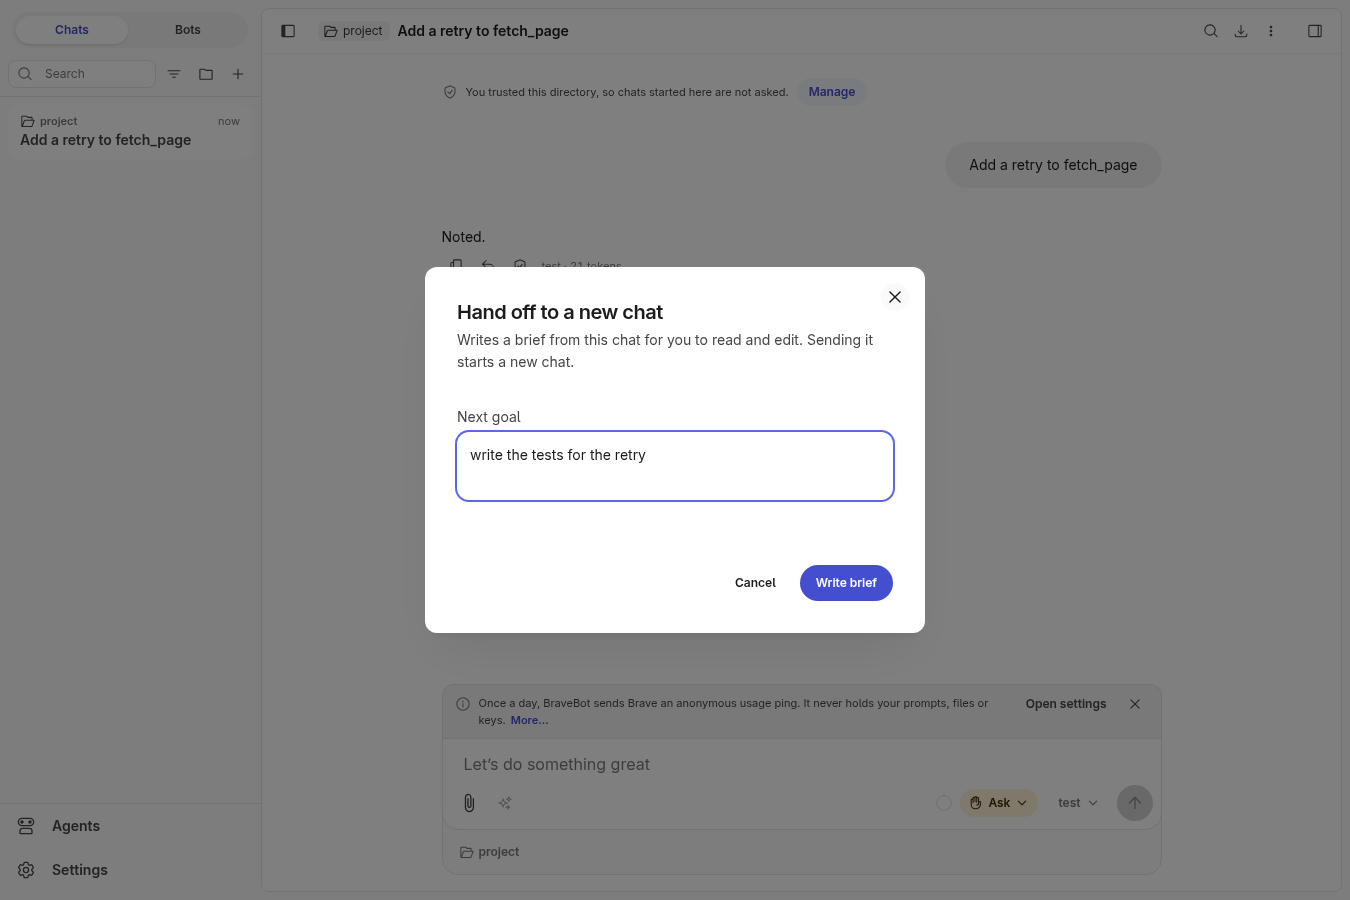 Chats
Bots
Search
project
now
Add a retry to fetch_page
Agents
Settings
project
Add a retry to fetch_page
You trusted this directory, so chats started here are not asked.
Manage
Add a retry to fetch_page
Noted.
test · 21 tokens
Hand off to a new chat
Writes a brief from this chat for you to read and edit. Sending it
starts a new chat.
Next goal
write the tests for the retry
Cancel
Write brief
Once a day, BraveBot sends Brave an anonymous usage ping. It never holds your prompts, files or
keys. More...
Open settings
Let's do something great
Ask
test
project